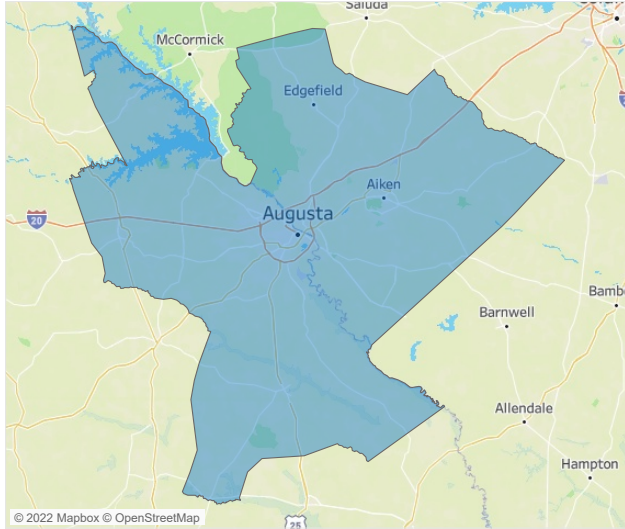 Saluda
McCormick
Edgefield
Aiken
Augusta
20
Bamb
Barnwell
Allendale
Hampton
25
© 2022 Mapbox © OpenStreetMap